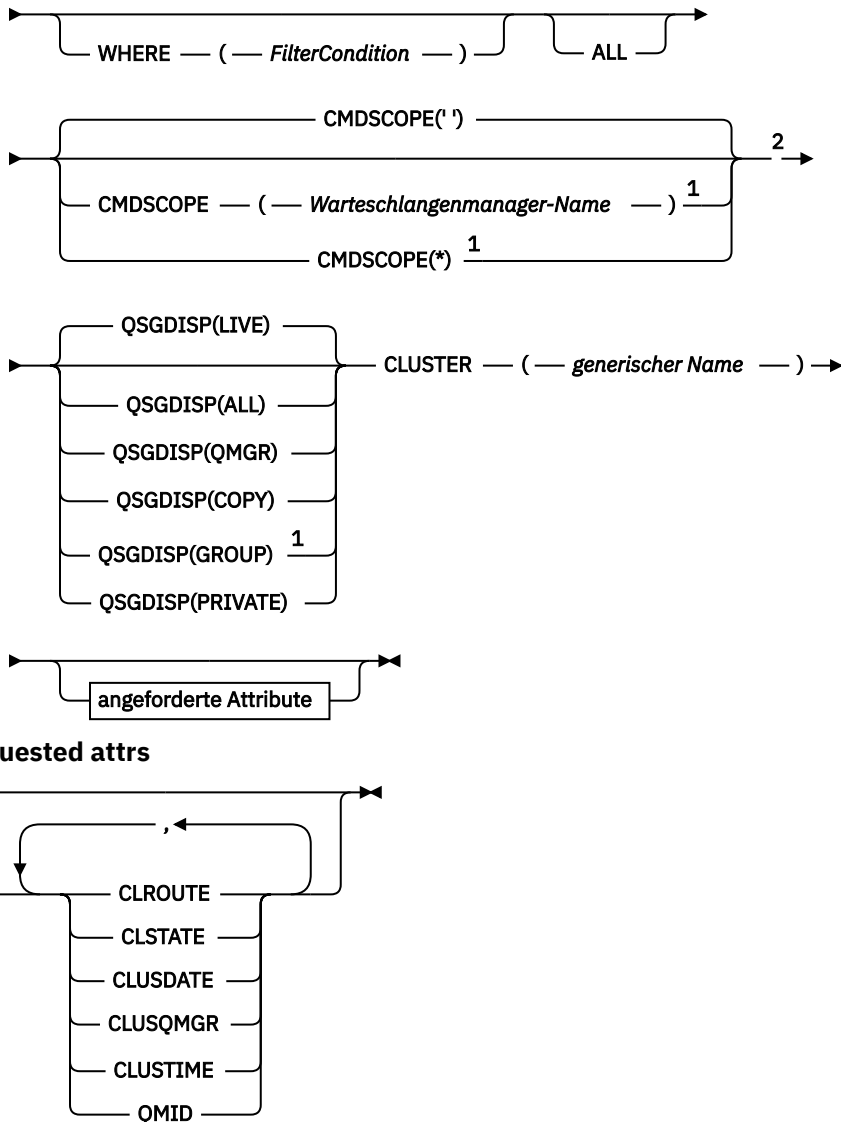 WHERE ( FilterCondition ) ALL
CMDSCOPE(' ')
2
CMDSCOPE ( Warteschlangenmanager-Name ) 1
CMDSCOPE(*) 1
QSGDISP(LIVE)
CLUSTER ( generischer Name )
QSGDISP(ALL)
QSGDISP(QMGR)
QSGDISP(COPY)
QSGDISP(GROUP) 1
QSGDISP(PRIVATE)
angeforderte Attribute
uested attrs
,
CLROUTE
CLSTATE
CLUSDATE
CLUSQMGR
CLUSTIME
QMID